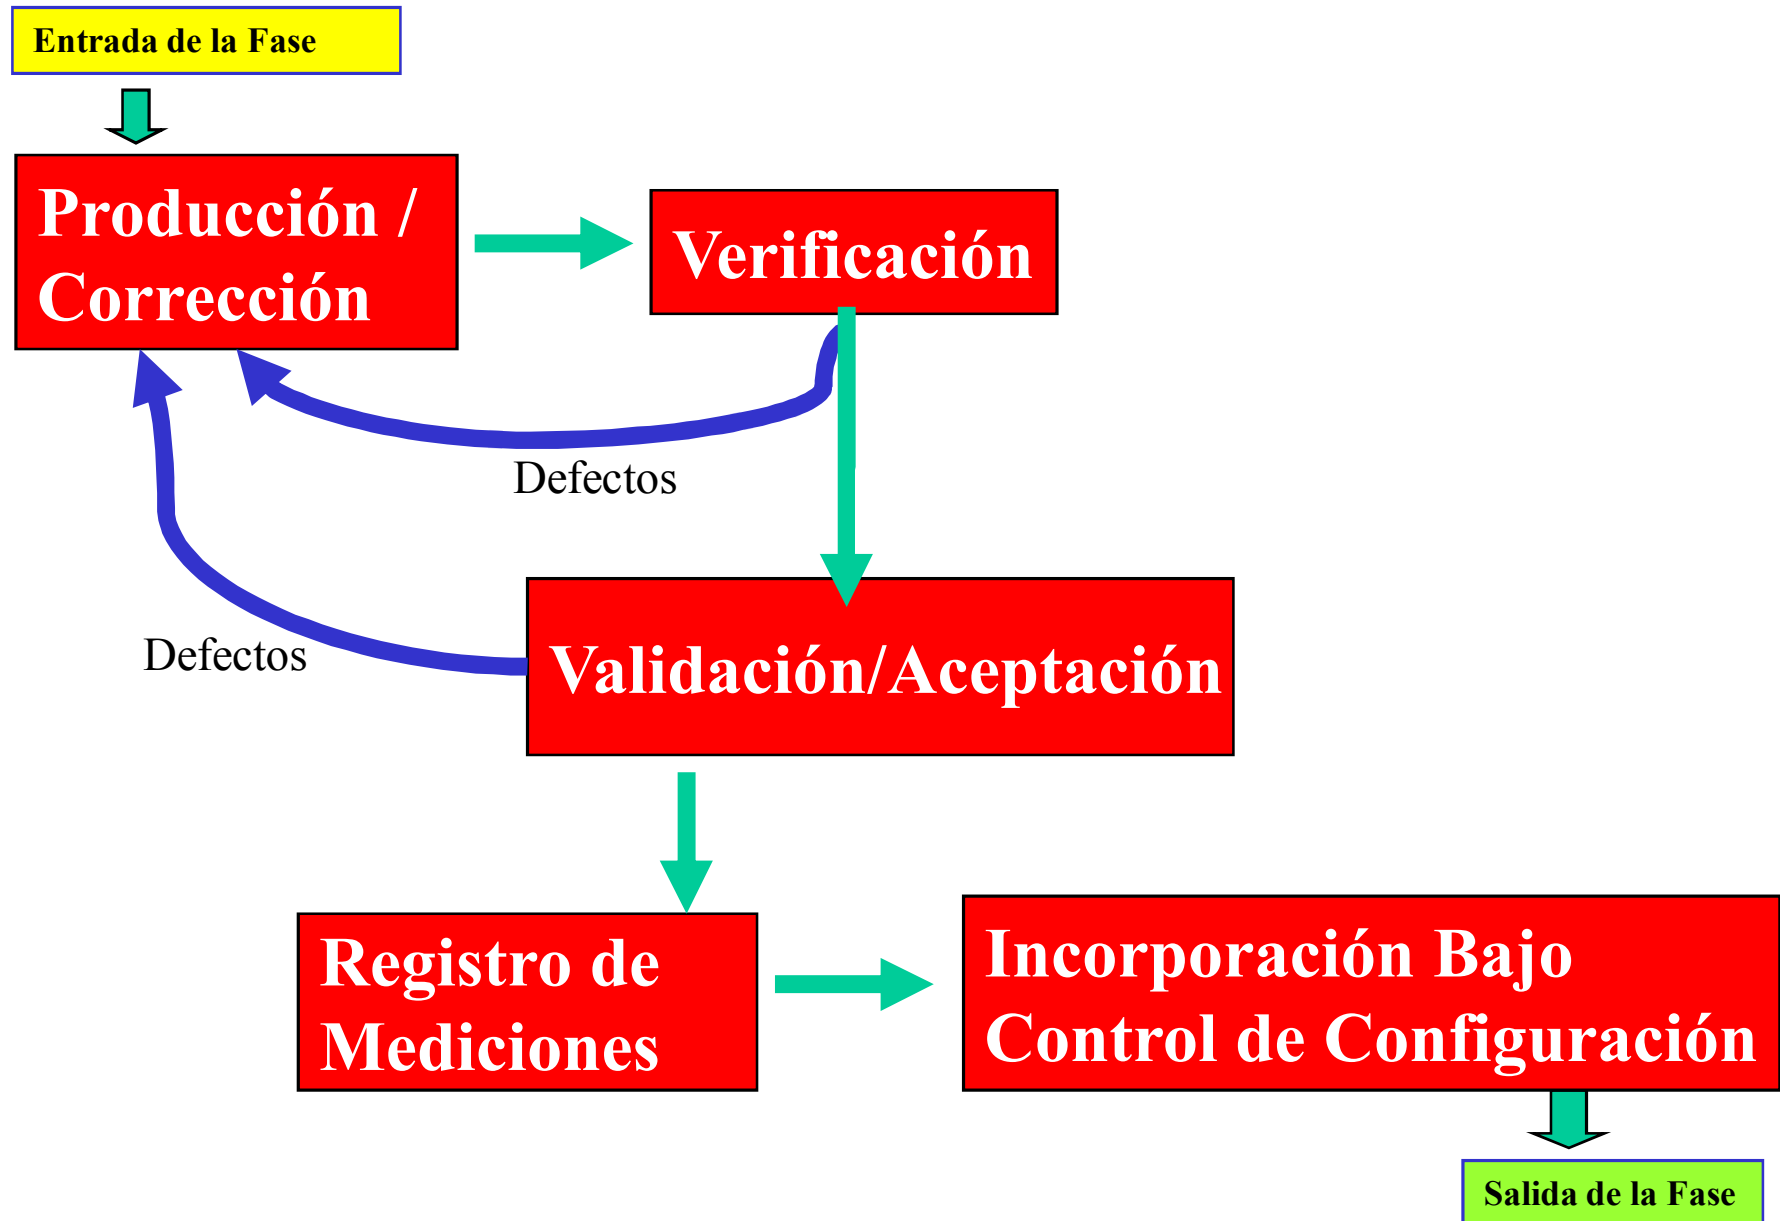 Entrada de la Fase
Producción /
Corrección
Verificación
Defectos
Defectos
Validación/Aceptación
Registro de
Mediciones
Incorporación Bajo
Control de Configuración
Salida de la Fase